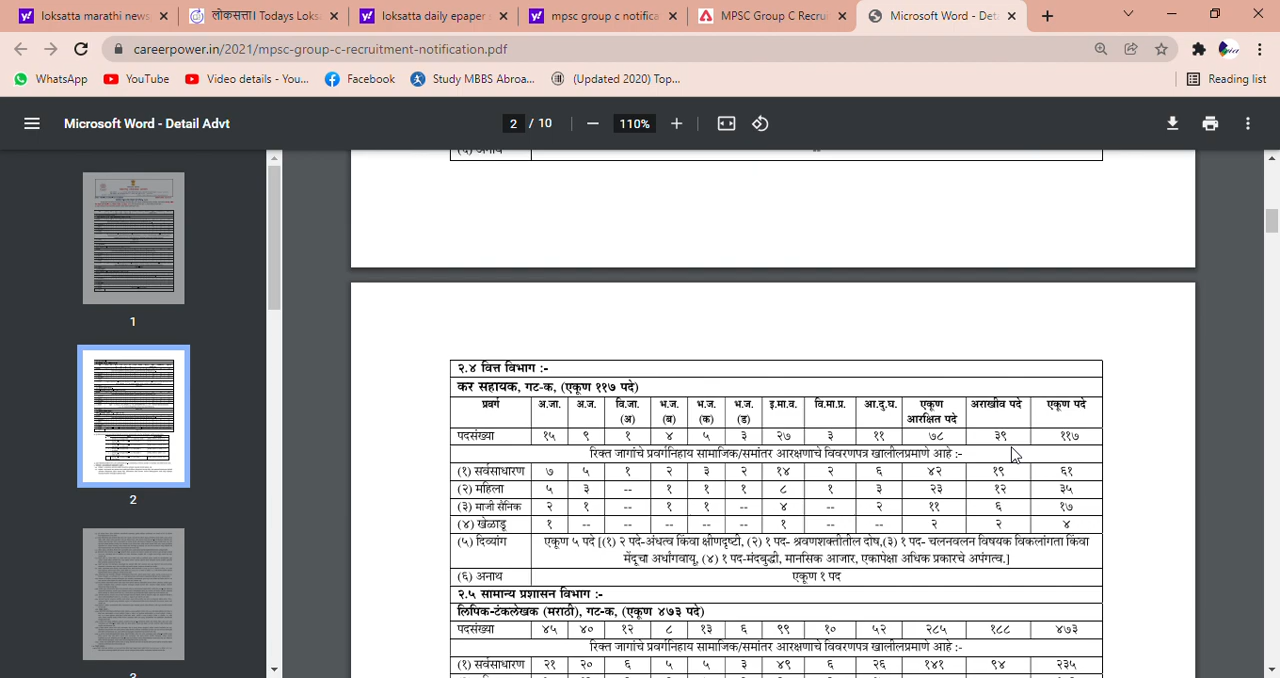 loksatta marathi news
लोकसत्ता। Todays Loks
loksatta daily epaper
mpsc group c notifica
MPSC Group C Recrui
Microsoft Word - Det
careerpower.in/2021/mpsc-group-c-recruitment-notification.pdf
WhatsApp YouTube Video details - You... Facebook Study MBBS Abroa... (Updated 2020) Top... Reading list
Microsoft Word - Detail Advt 2 / 10 110%
1
2
(५) अनाथ --
२.४ वित्त विभाग :-
कर सहायक, गट-क, (एकूण ११७ पदे)
प्रवर्ग अ.जा. अ.ज. वि.जा. (अ) भ.ज. (ब) भ.ज. (क) भ.ज. (ड) इ.मा.व. वि.मा.प्र. आ.दु.घ. एकूण आरक्षित पदे अराखीव पदे एकूण पदे
पदसंख्या १५ ९ १ ४ ५ ३ २७ ३ ११ ७८ ३९ ११७
रिक्त जागांचे प्रवर्गनिहाय सामाजिक/समांतर आरक्षणाचे विवरणपत्र खालीलप्रमाणे आहे :-
(१) सर्वसाधारण ७ ५ १ २ ३ २ १४ २ ६ ४२ १९ ६१
(२) महिला ५ ३ -- १ १ १ ८ १ ३ २३ १२ ३५
(३) माजी सैनिक २ १ -- १ १ -- ४ -- २ ११ ६ १७
(४) खेळाडू १ -- -- -- -- -- १ -- -- २ २ ४
(५) दिव्यांग एकूण ५ पदे [(१) २ पदे-अंधत्व किंवा क्षीणदृष्टी, (२) १ पद- श्रवणशक्तीतील दोष,(३) १ पद- चलनवलन विषयक विकलांगता किंवा
मेंदूचा अर्धांगवायू, (४) १ पद-मंदबुद्धी, मानसिक आजार, एकापेक्षा अधिक प्रकारचे अपंगत्व.]
(६) अनाथ एकूण १ पद
२.५ सामान्य प्रशासन विभाग :-
लिपिक-टंकलेखक (मराठी), गट-क, (एकूण ४७३ पदे)
पदसंख्या ४५ ४० १२ ८ १३ ६ ९९ १० ५२ २८५ १८८ ४७३
रिक्त जागांचे प्रवर्गनिहाय सामाजिक/समांतर आरक्षणाचे विवरणपत्र खालीलप्रमाणे आहे :-
(१) सर्वसाधारण २१ २० ६ ५ ५ ३ ४९ ६ २६ १४१ ९४ २३५